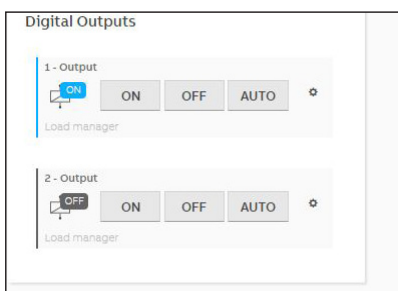 Digital Outputs
1 - Output
ON
ON OFF AUTO
Load manager
2 - Output
OFF
ON OFF AUTO
Load manager